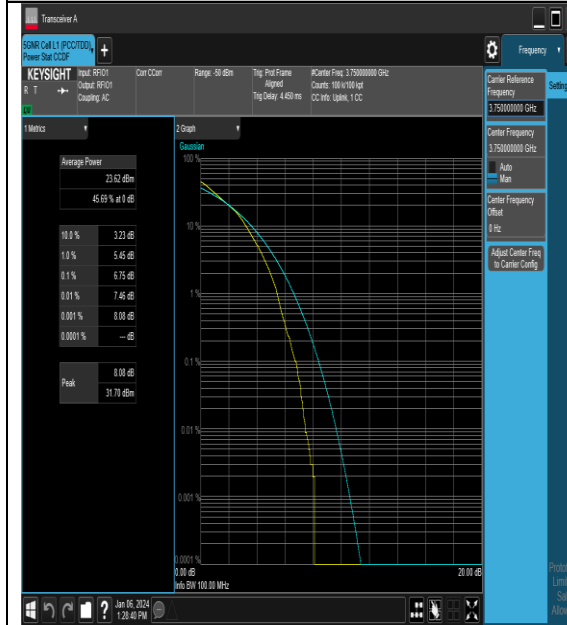 Transceiver A
5GNR Cell L1 (PCC/TDD),
Power Stat CCDF
Frequency
KEYSIGHT
R T
Input: RFIO1
Output: RFIO1
Coupling: AC
Corr CCorr
Range: -50 dBm
Trig: Prot Frame
Aligned
Trig Delay: 4.450 ms
#Center Freq: 3.750000000 GHz
Counts: 100 k/100 kpt
CC Info: Uplink, 1 CC
Carrier Reference
Frequency
3.750000000 GHz
Center Frequency
3.750000000 GHz
Auto
Man
Center Frequency
Offset
0 Hz
Adjust Center Freq
to Carrier Config
1 Metrics
Average Power
23.62 dBm
45.69 % at 0 dB
10.0 % 3.23 dB
1.0 % 5.45 dB
0.1 % 6.75 dB
0.01 % 7.46 dB
0.001 % 8.08 dB
0.0001 % --- dB
Peak
8.08 dB
31.70 dBm
2 Graph
Gaussian
100 %
10 %
1 %
0.1 %
0.01 %
0.001 %
0.0001 %
0.00 dB
20.00 dB
Info BW 100.00 MHz
Jan 06, 2024
1:28:40 PM